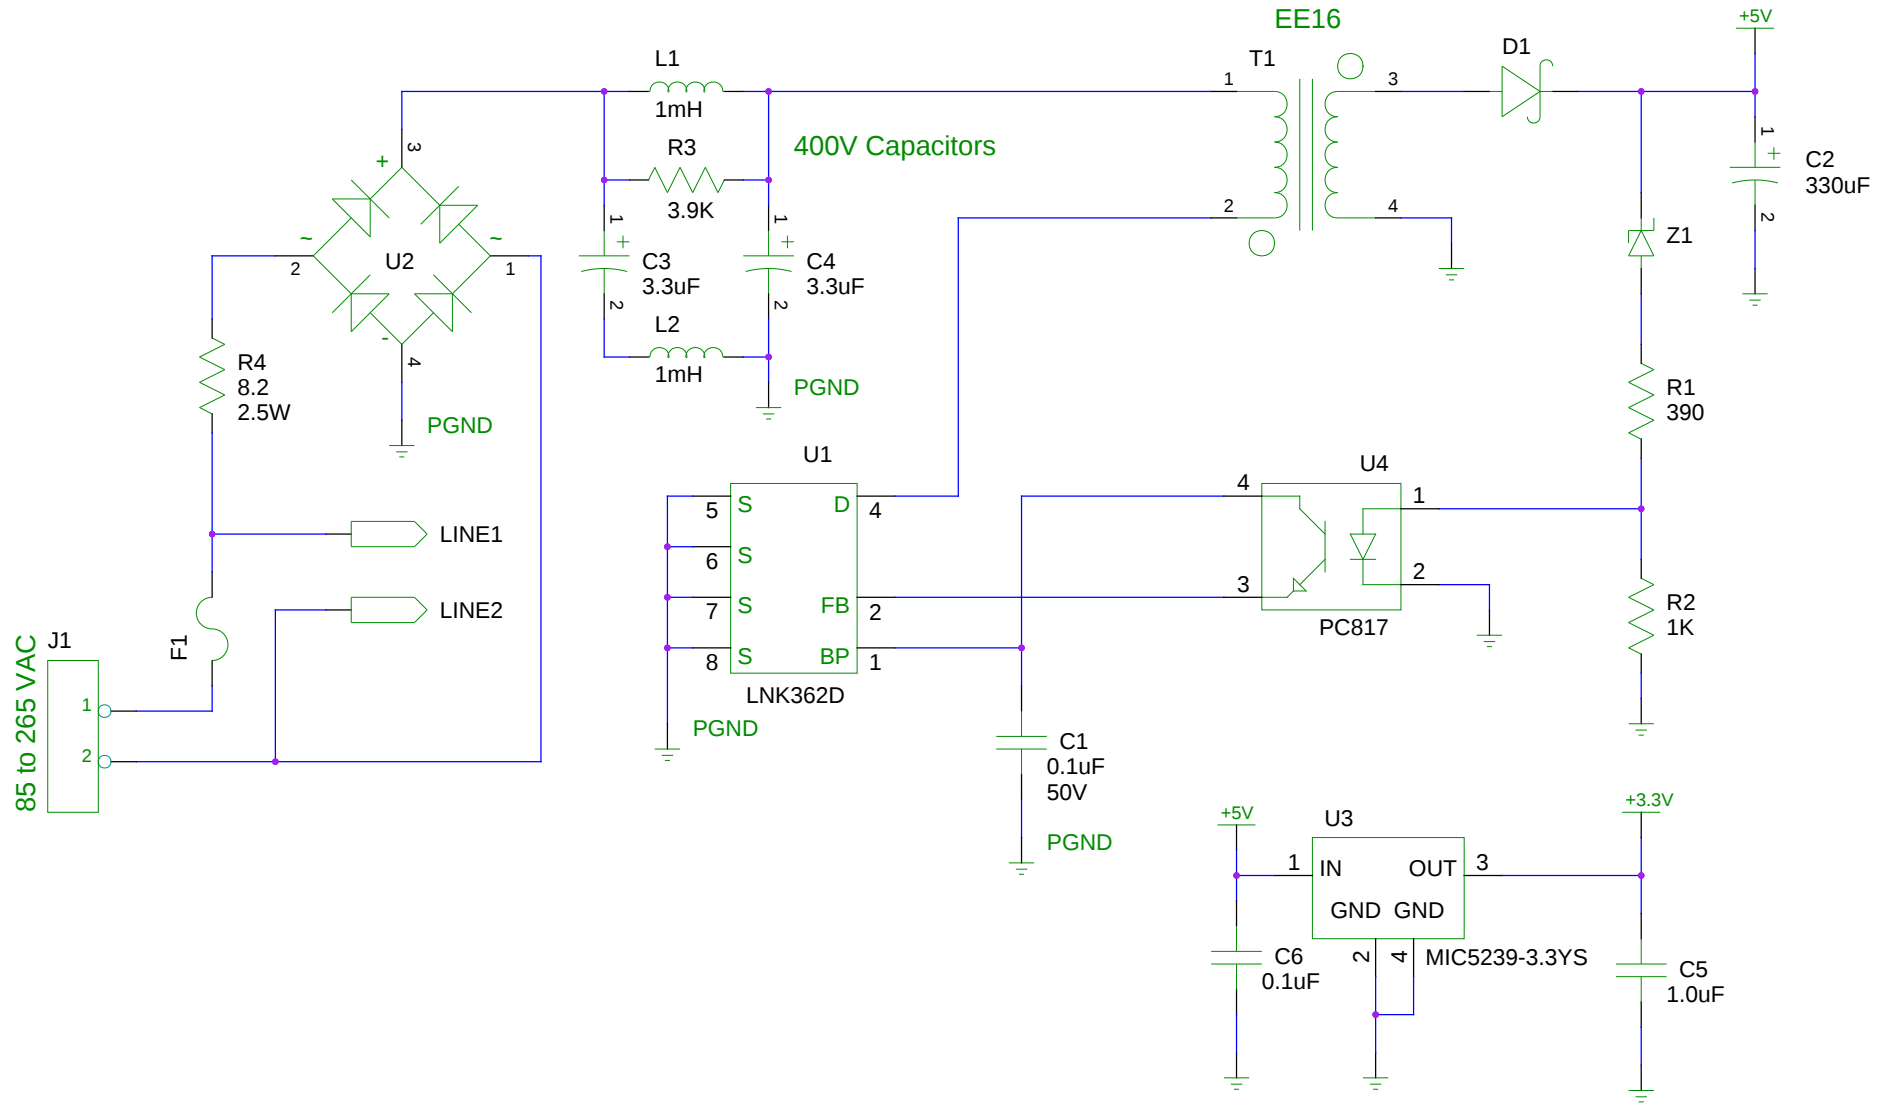 EE16
+5V
L1
1mH
T1
D1
1
3
R3
3.9K
400V Capacitors
3
+
1
+
C2
330uF
2
2
4
Z1
~
~
U2
2
1
1
+
C3
3.3uF
2
1
+
C4
3.3uF
2
L2
1mH
-
4
PGND
PGND
R4
8.2
2.5W
R1
390
U1
U4
5
S
6
S
7
S
8
S
D
4
FB
2
BP
1
LNK362D
PGND
4
3
1
2
PC817
LINE1
LINE2
R2
1K
F1
J1
1
2
85 to 265 VAC
C1
0.1uF
50V
PGND
+5V
U3
+3.3V
1
IN
OUT
3
GND
GND
2
4
MIC5239-3.3YS
C6
0.1uF
C5
1.0uF